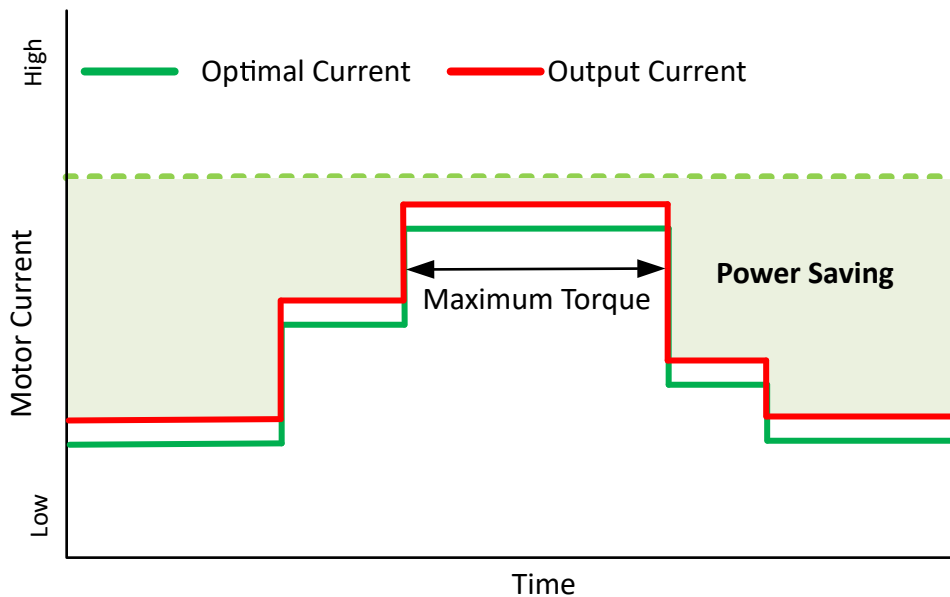 High
Optimal Current
Output Current
Motor Current
Power Saving
Maximum Torque
Low
Time